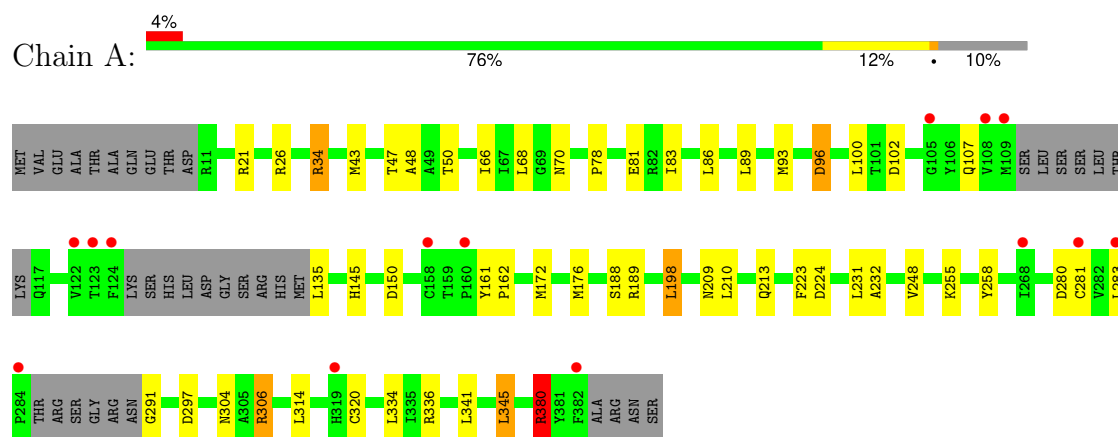 4%
Chain A:
76% 12% • 10%
MET VAL GLU ALA THR ALA GLN GLU THR ASP R11 R21 R26 R34 M43 T47 A48 A49 T50 I66 I67 L68 G69 N70 P78 E81 R82 I83 L86 L89 M93 D96 L100 T101 D102 G105 Y106 Q107 V108 M109 SER LEU SER SER LEU THR
LYS Q117 V122 T123 F124 LYS SER HIS LEU ASP GLY SER ARG HIS MET L135 H145 D150 C158 T159 P160 Y161 P162 M172 M176 S188 R189 L198 N209 L210 Q213 F223 D224 L231 A232 V248 K255 Y258 I268 D280 C281 V282 L283
P284 THR ARG SER GLY ARG ASN G291 D297 N304 A305 R306 L314 H319 C320 L334 I335 R336 L341 L345 R380 Y381 F382 ALA ARG ASN SER